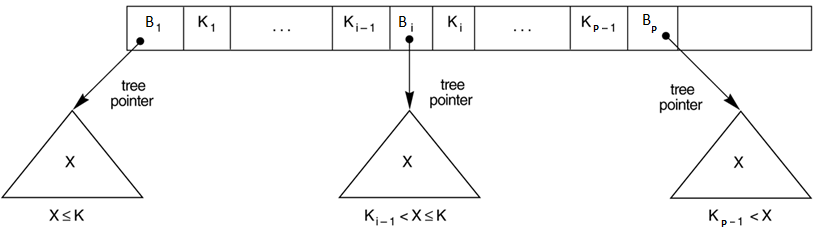 B₁ K₁ ... Kᵢ₋₁ Bᵢ Kᵢ ... Kₚ₋₁ Bₚ
tree pointer
tree pointer
tree pointer
X X X
X ≤ K Kᵢ₋₁ < X ≤ K Kₚ₋₁ < X